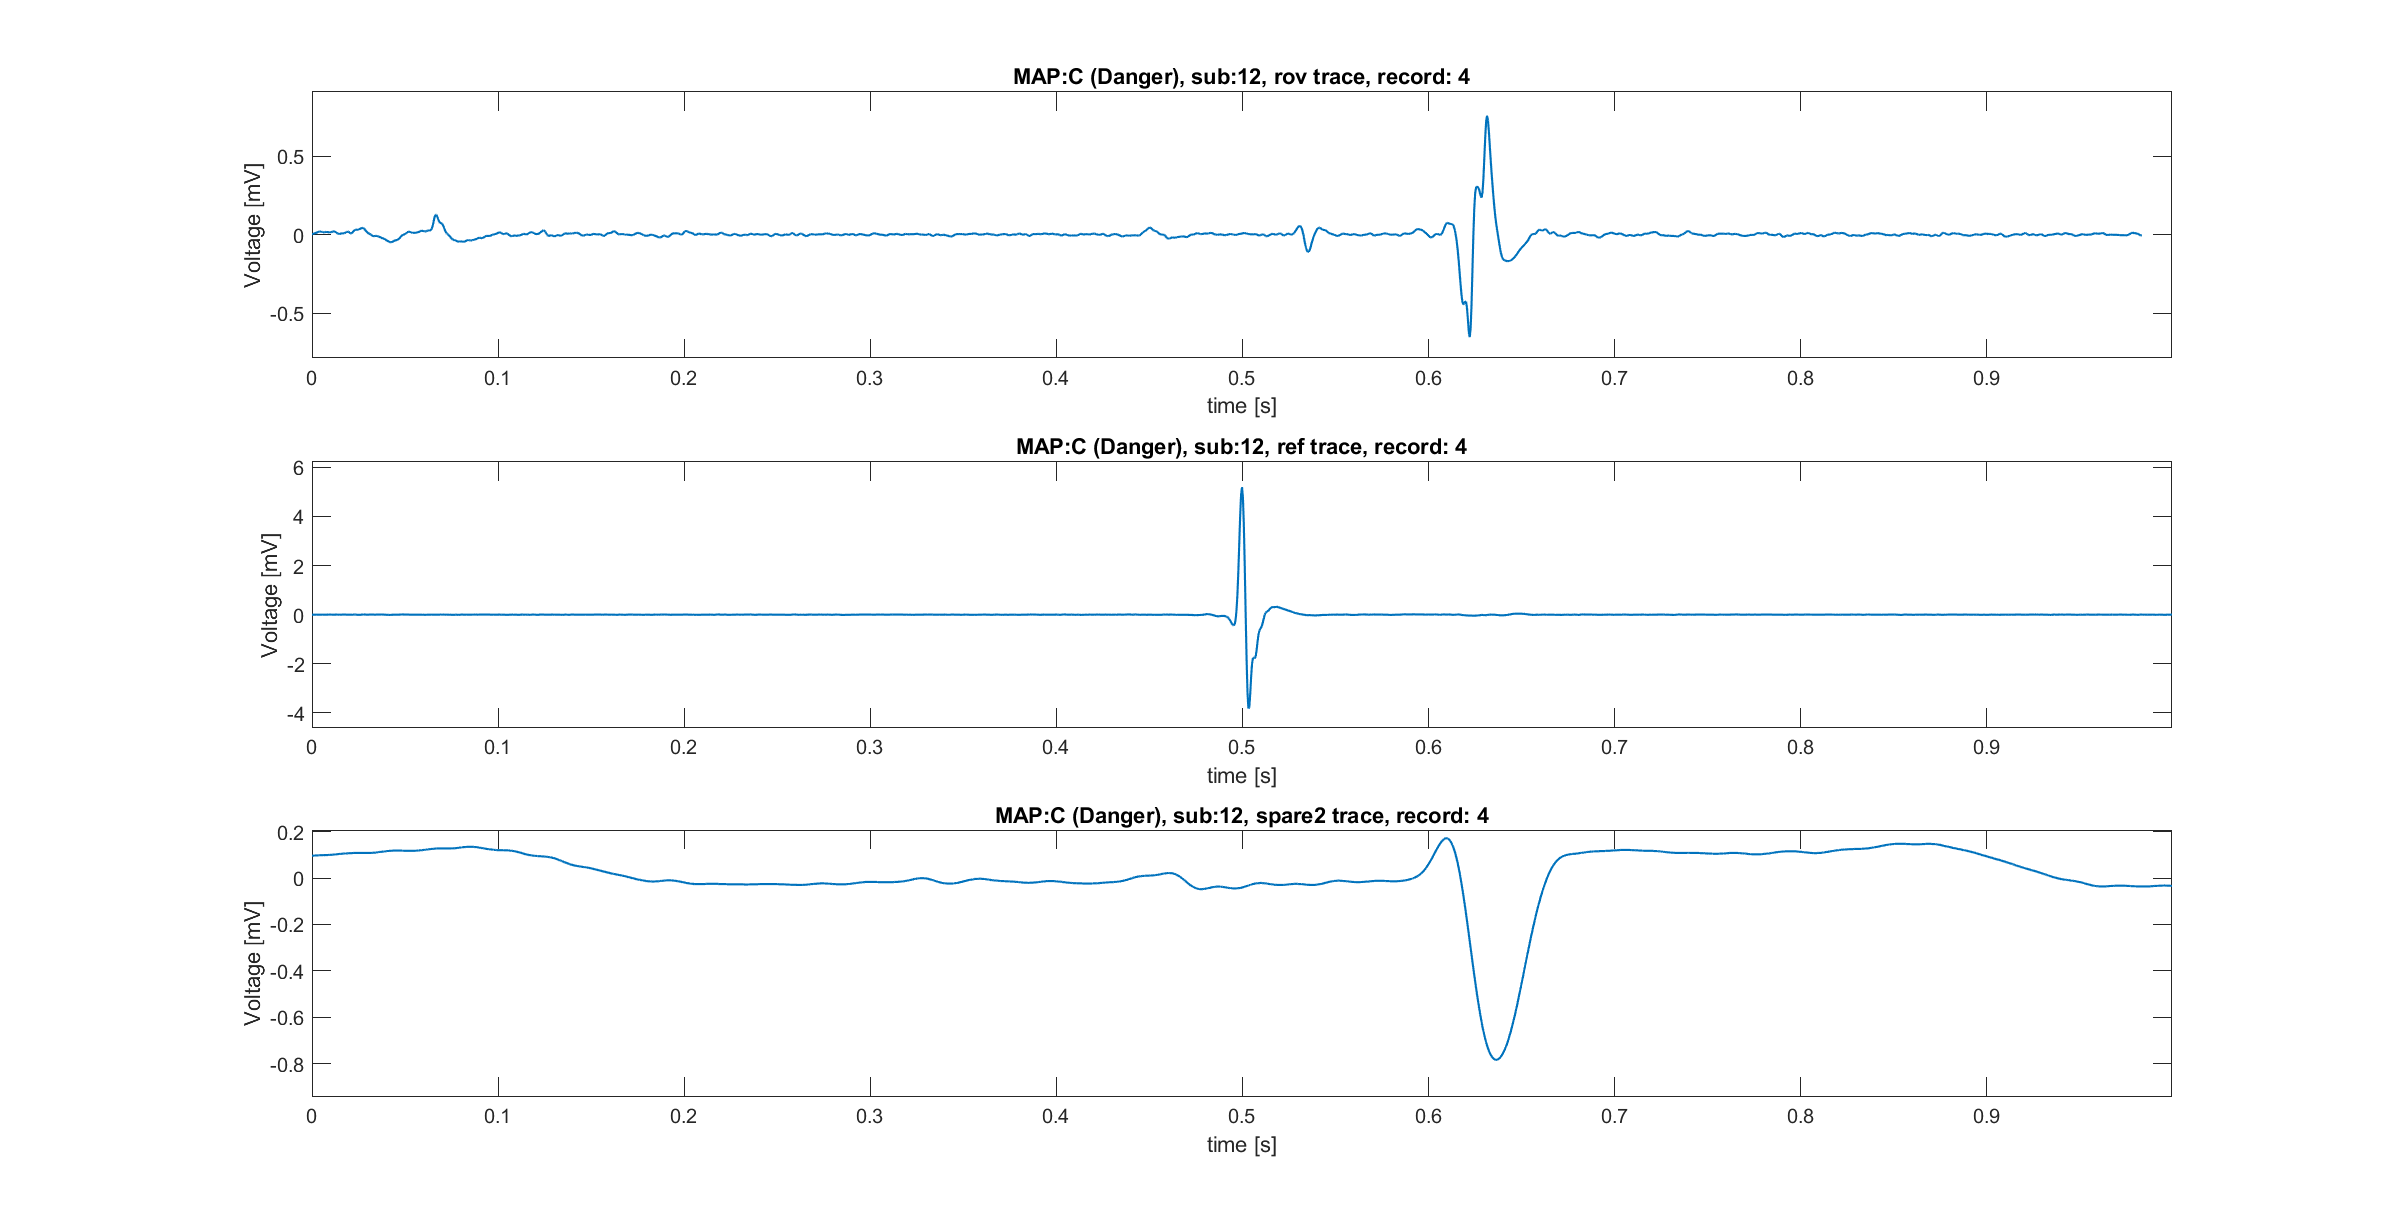 MAP:C (Danger), sub:12, rov trace, record: 4
Voltage [mV]
0.5
0
-0.5
0 0.1 0.2 0.3 0.4 0.5 0.6 0.7 0.8 0.9
time [s]
MAP:C (Danger), sub:12, ref trace, record: 4
Voltage [mV]
6
4
2
0
-2
-4
0 0.1 0.2 0.3 0.4 0.5 0.6 0.7 0.8 0.9
time [s]
MAP:C (Danger), sub:12, spare2 trace, record: 4
Voltage [mV]
0.2
0
-0.2
-0.4
-0.6
-0.8
0 0.1 0.2 0.3 0.4 0.5 0.6 0.7 0.8 0.9
time [s]